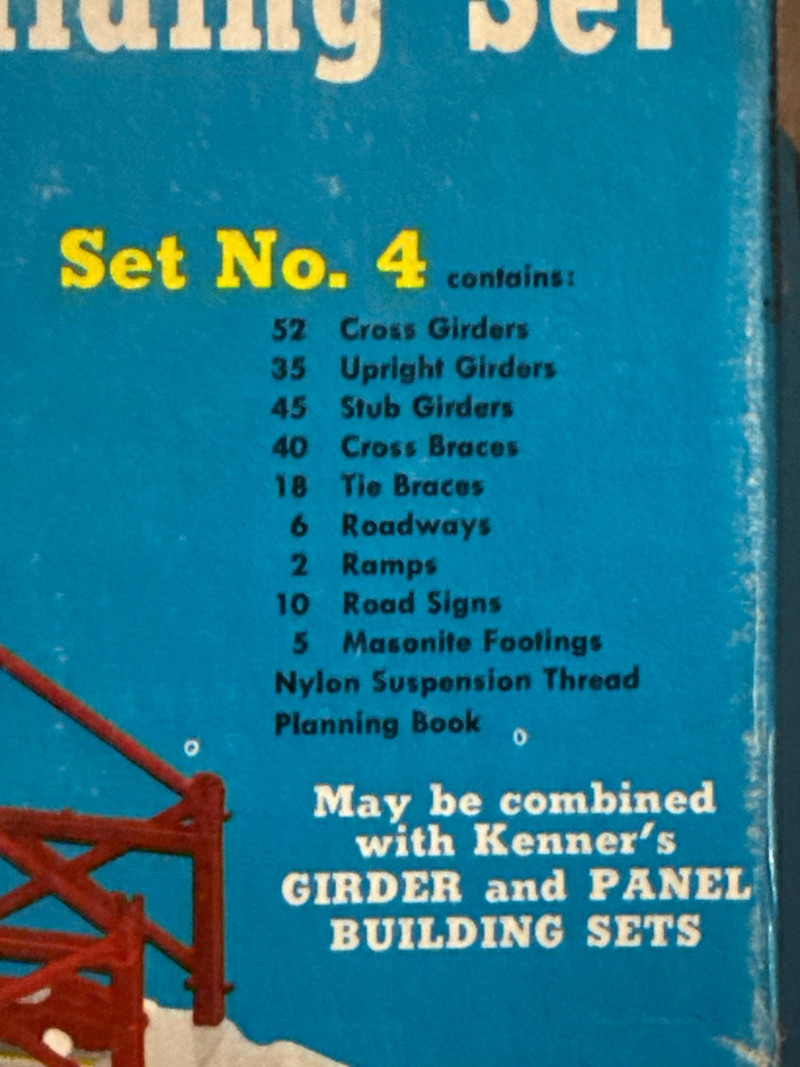 Set
Set No. 4 contains:
52 Cross Girders
35 Upright Girders
45 Stub Girders
40 Cross Braces
18 Tie Braces
6 Roadways
2 Ramps
10 Road Signs
5 Masonite Footings
Nylon Suspension Thread
Planning Book
May be combined
with Kenner's
GIRDER and PANEL
BUILDING SETS